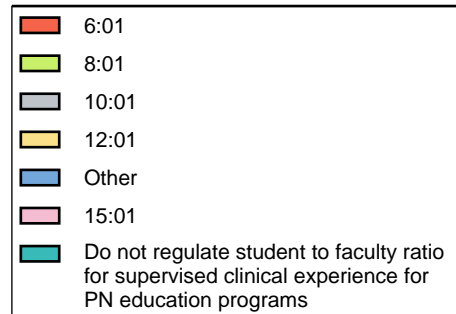 6:01
8:01
10:01
12:01
Other
15:01
Do not regulate student to faculty ratio
for supervised clinical experience for
PN education programs